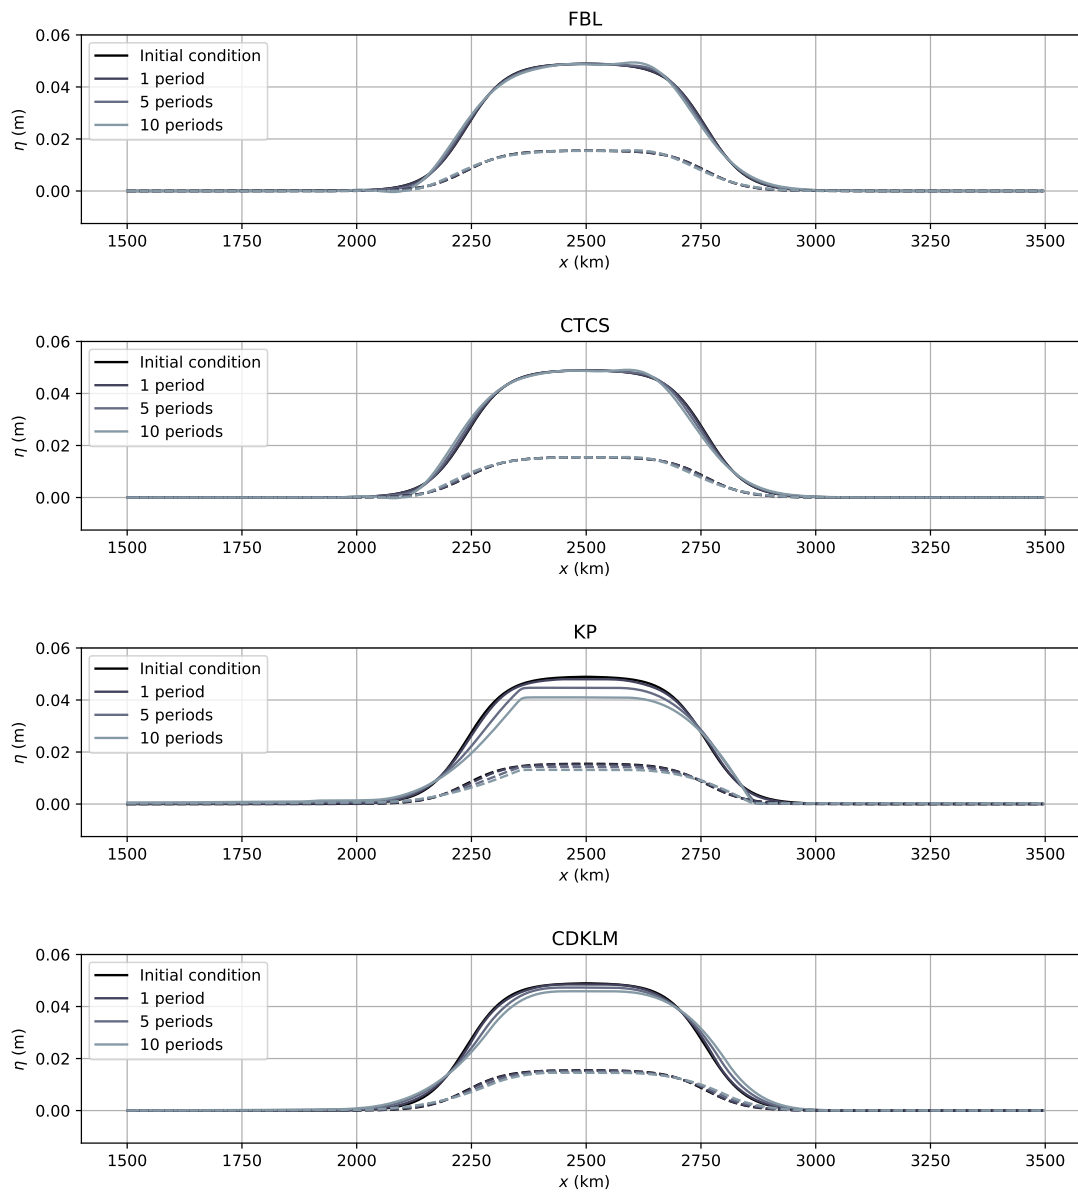 FBL
0.06
0.04
0.02
0.00
η (m)
Initial condition
1 period
5 periods
10 periods
1500 1750 2000 2250 2500 2750 3000 3250 3500
x (km)
CTCS
0.06
0.04
0.02
0.00
η (m)
Initial condition
1 period
5 periods
10 periods
1500 1750 2000 2250 2500 2750 3000 3250 3500
x (km)
KP
0.06
0.04
0.02
0.00
η (m)
Initial condition
1 period
5 periods
10 periods
1500 1750 2000 2250 2500 2750 3000 3250 3500
x (km)
CDKLM
0.06
0.04
0.02
0.00
η (m)
Initial condition
1 period
5 periods
10 periods
1500 1750 2000 2250 2500 2750 3000 3250 3500
x (km)